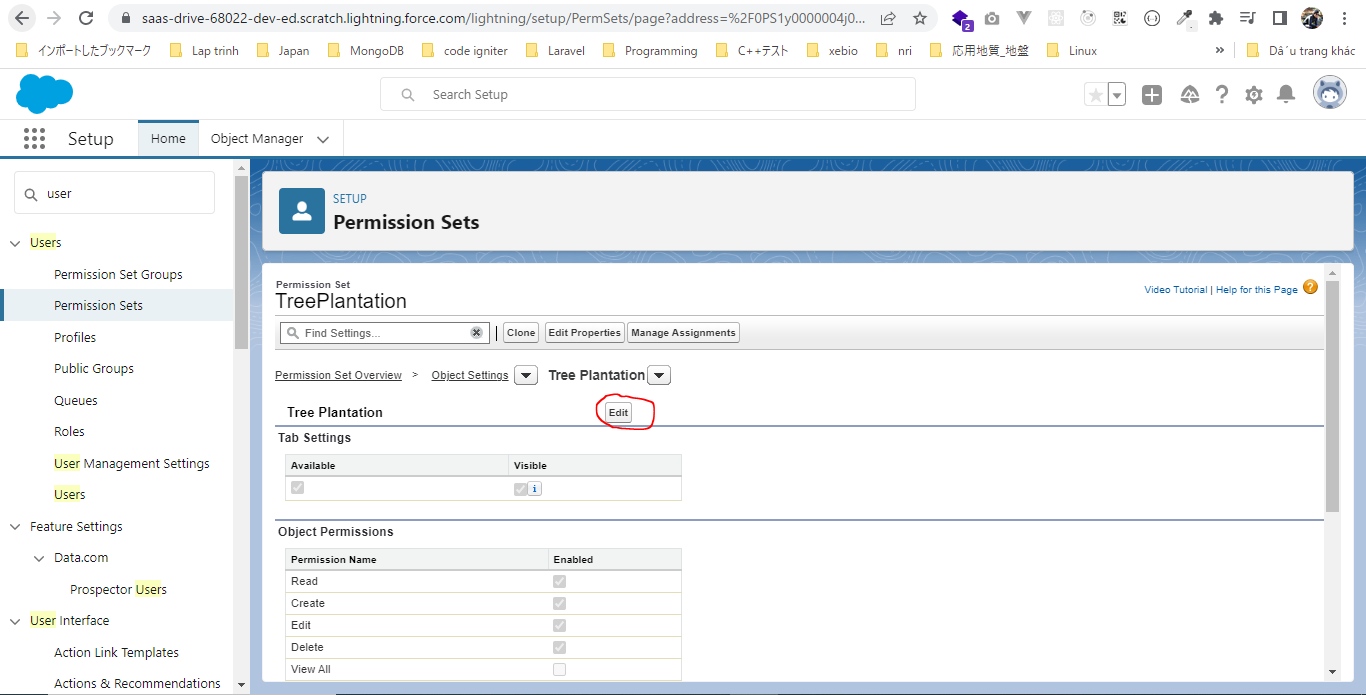 saas-drive-68022-dev-ed.scratch.lightning.force.com/lightning/setup/PermSets/page?address=%2F0PS1y0000004j0...
2
インポートしたブックマーク Lap trinh Japan MongoDB code igniter Laravel Programming C++テスト xebio nri 応用地質_地盤 Linux » Dấu trang khác
Search Setup
Setup Home Object Manager
user
Users
Permission Set Groups
Permission Sets
Profiles
Public Groups
Queues
Roles
User Management Settings
Users
Feature Settings
Data.com
Prospector Users
User Interface
Action Link Templates
Actions & Recommendations
SETUP
Permission Sets
Permission Set
TreePlantation
Video Tutorial | Help for this Page ?
Find Settings... Clone Edit Properties Manage Assignments
Permission Set Overview > Object Settings Tree Plantation
Tree Plantation Edit
Tab Settings
Available Visible
i
Object Permissions
Permission Name Enabled
Read
Create
Edit
Delete
View All